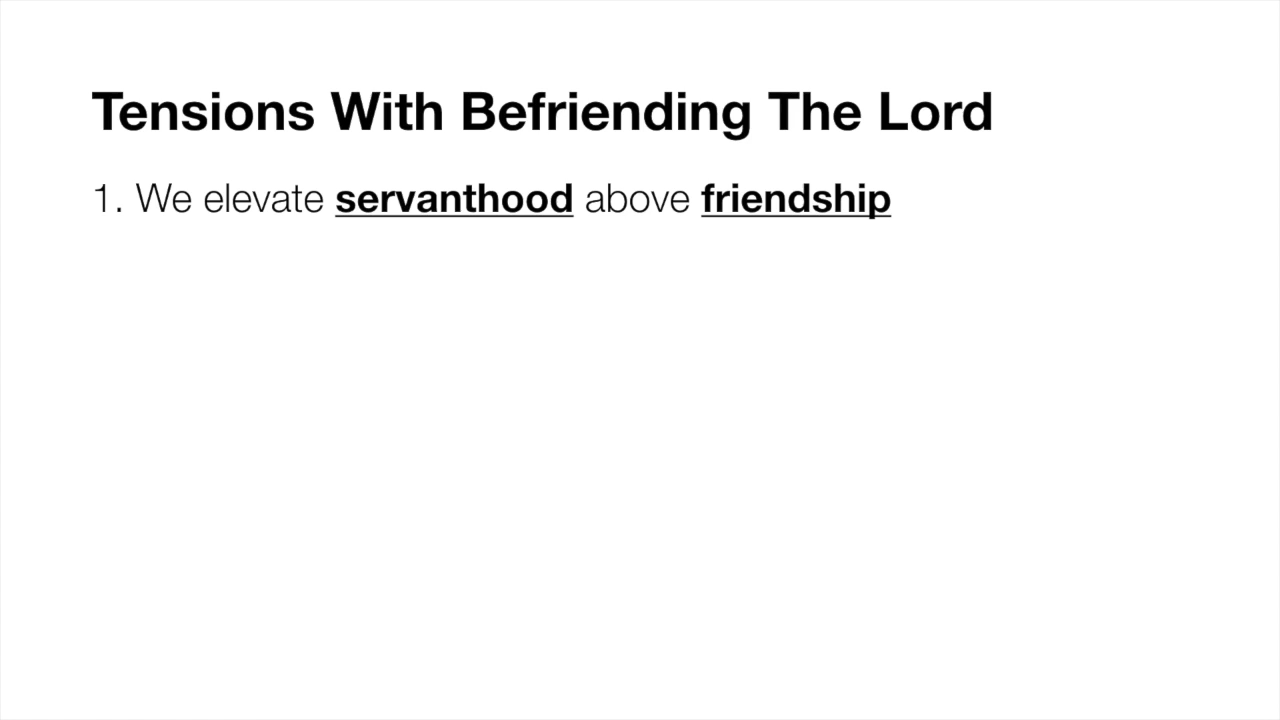 Tensions With Befriending The Lord
1. We elevate servanthood above friendship